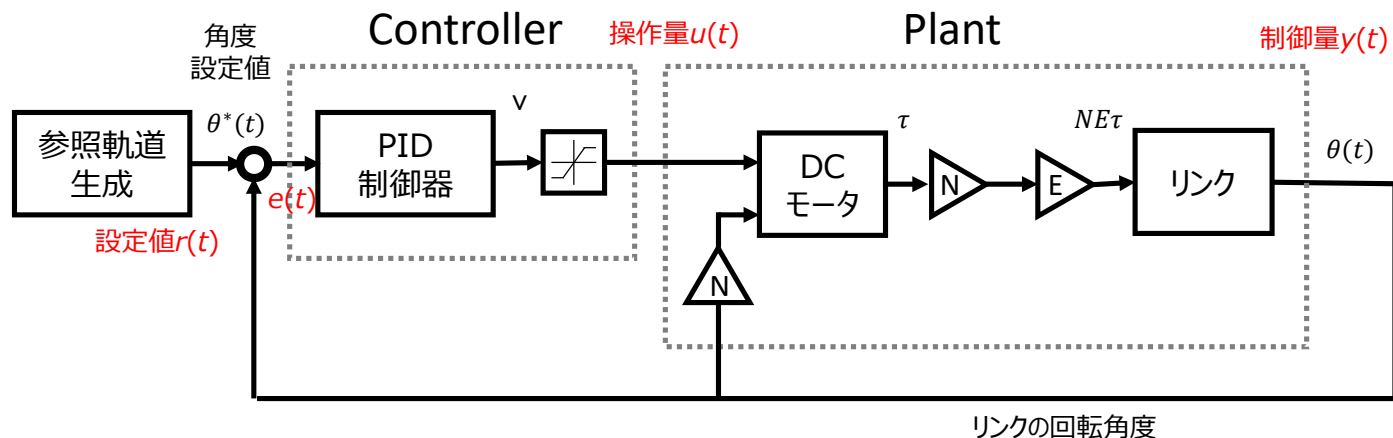 Controller
操作量u(t)
Plant
制御量y(t)
角度
設定値
θ*(t)
参照軌道
生成
設定値r(t)
e(t)
PID
制御器
v
DC
モータ
τ
N
E
NEτ
リンク
θ(t)
N
リンクの回転角度